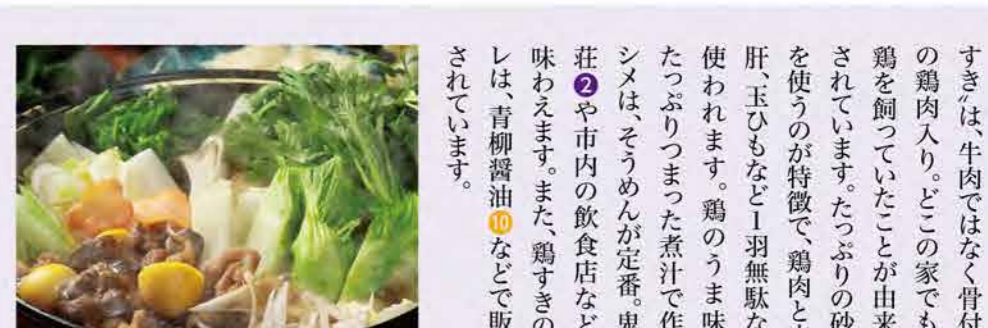 すき〟は、牛肉ではなく骨付
の鶏肉入り。どこの家でも
鶏を飼っていたことが由来
されています。たっぷりの砂
を使うのが特徴で、鶏肉と
肝、玉ひもなど1羽無駄な
使われます。鶏のうま味
たっぷりつまった煮汁で作
シメは、そうめんが定番。卑
荘❷や市内の飲食店など
味わえます。また、鶏すきの
レは、青柳醤油❿などで販
されています。